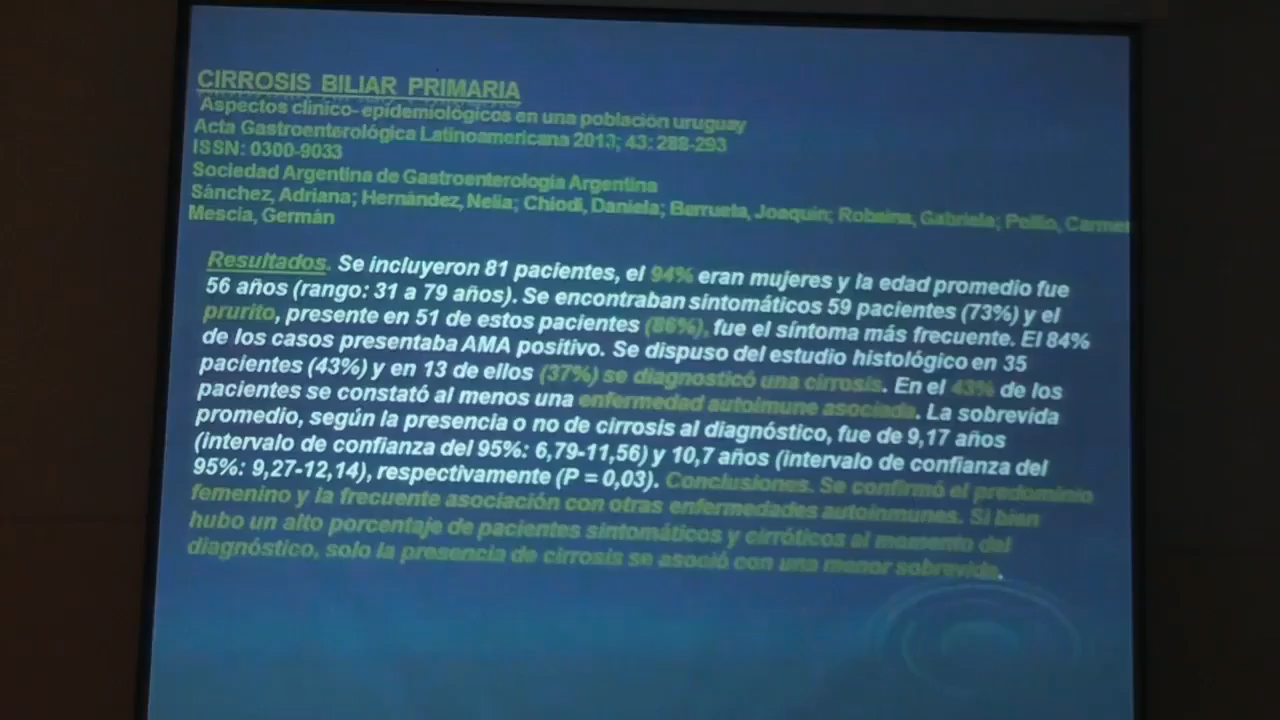 CIRROSIS BILIAR PRIMARIA
Aspectos clínico- epidemiológicos en una población uruguay
Acta Gastroenterológica Latinoamericana 2013; 43: 288-293
ISSN: 0300-9033
Sociedad Argentina de Gastroenterología Argentina
Sánchez, Adriana; Hernández, Nelia; Chiodi, Daniela; Berrueta, Joaquín; Robaina, Gabriela; Carmen
Mescia, Germán
Resultados. Se incluyeron 81 pacientes, el 94% eran mujeres y la edad promedio fue
56 años (rango: 31 a 79 años). Se encontraban sintomáticos 59 pacientes (73%) y el
prurito, presente en 51 de estos pacientes (86%), fue el síntoma más frecuente. El 84%
de los casos presentaba AMA positivo. Se dispuso del estudio histológico en 35
pacientes (43%) y en 13 de ellos (37%) se diagnosticó una cirrosis. En el 43% de los
pacientes se constató al menos una enfermedad autoimune asociada. La sobrevida
promedio, según la presencia o no de cirrosis al diagnóstico, fue de 9,17 años
(intervalo de confianza del 95%: 6,79-11,56) y 10,7 años (intervalo de confianza del
95%: 9,27-12,14), respectivamente (P = 0,03). Conclusiones. Se confirmó el predominio
femenino y la frecuente asociación con otras enfermedades autoinmunes. Si bien
hubo un alto porcentaje de pacientes sintomáticos y cirróticos al momento del
diagnóstico, solo la presencia de cirrosis se asoció con una menor sobrevida.